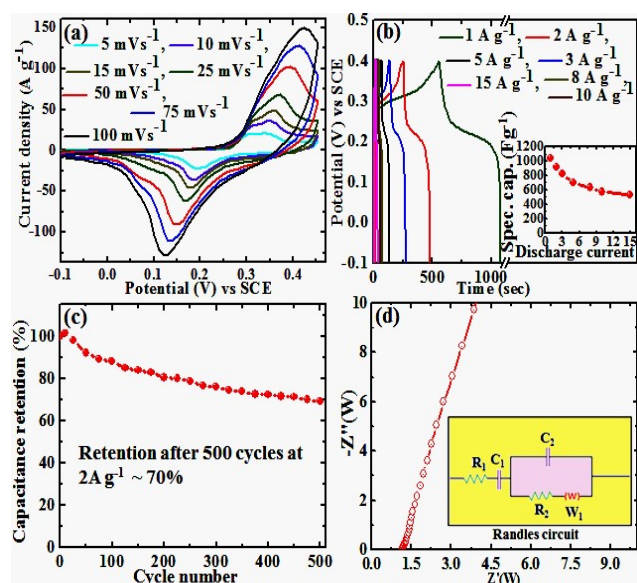 (a)
5 mVs⁻¹, 10 mVs⁻¹
15 mVs⁻¹, 25 mVs⁻¹
50 mVs⁻¹,
75 mVs⁻¹
100 mVs⁻¹
Current density (A g⁻¹)
150
100
50
0
-50
-100
-0.1 0.0 0.1 0.2 0.3 0.4
Potential (V) vs SCE
(b)
1 A g⁻¹, 2 A g⁻¹
5 A g⁻¹, 3 A g⁻¹
15 A g⁻¹ 8 A g⁻¹
10 A g⁻¹
Potential (V) vs SCE
0.4
0.3
0.2
0.1
0.0
-0.1
0 500 1000
Time (sec)
Spec. cap. (Fg⁻¹)
1200
1000
800
600
400
200
0
0 3 6 9 12 15
Discharge current
(c)
Capacitance retention (%)
120
100
80
60
40
20
0
Retention after 500 cycles at
2Ag⁻¹ ~ 70%
0 100 200 300 400 500
Cycle number
(d)
-Z''(W)
10
8
6
4
2
0
0.0 1.5 3.0 4.5 6.0 7.5 9.0
Z'(W)
C₂
R₁ C₁
R₂ W₁
Randles circuit